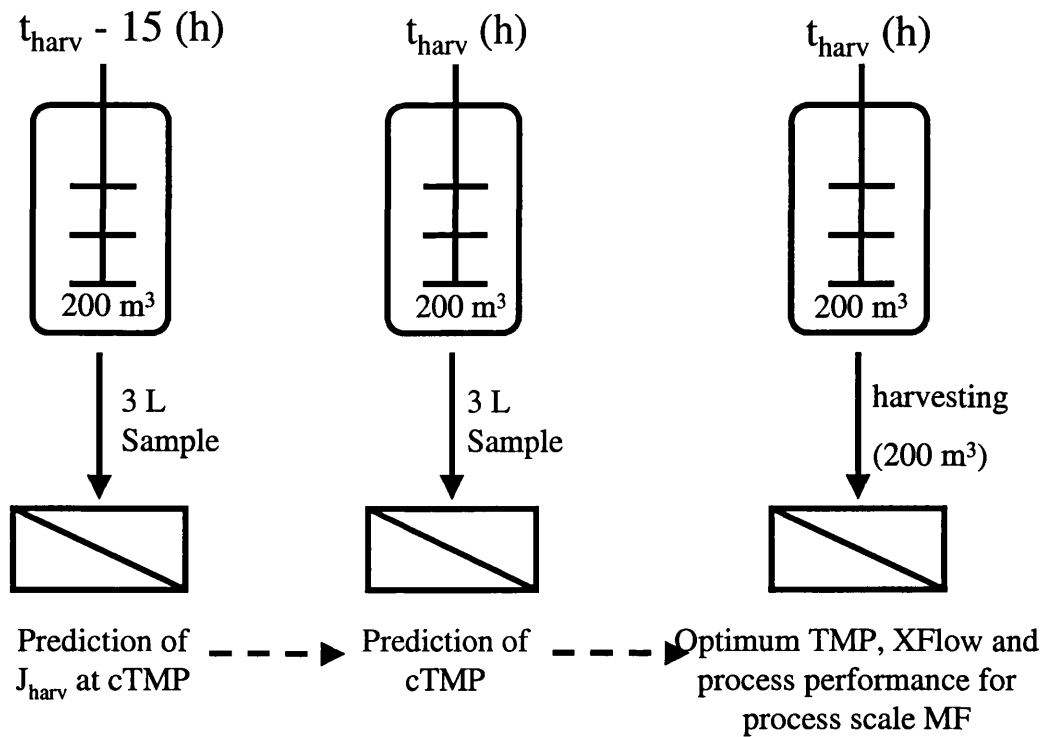 t_harv - 15 (h)
t_harv (h)
t_harv (h)
200 m³
200 m³
200 m³
3 L
Sample
3 L
Sample
harvesting
(200 m³)
Prediction of
J_harv at cTMP
Prediction of
cTMP
Optimum TMP, XFlow and
process performance for
process scale MF